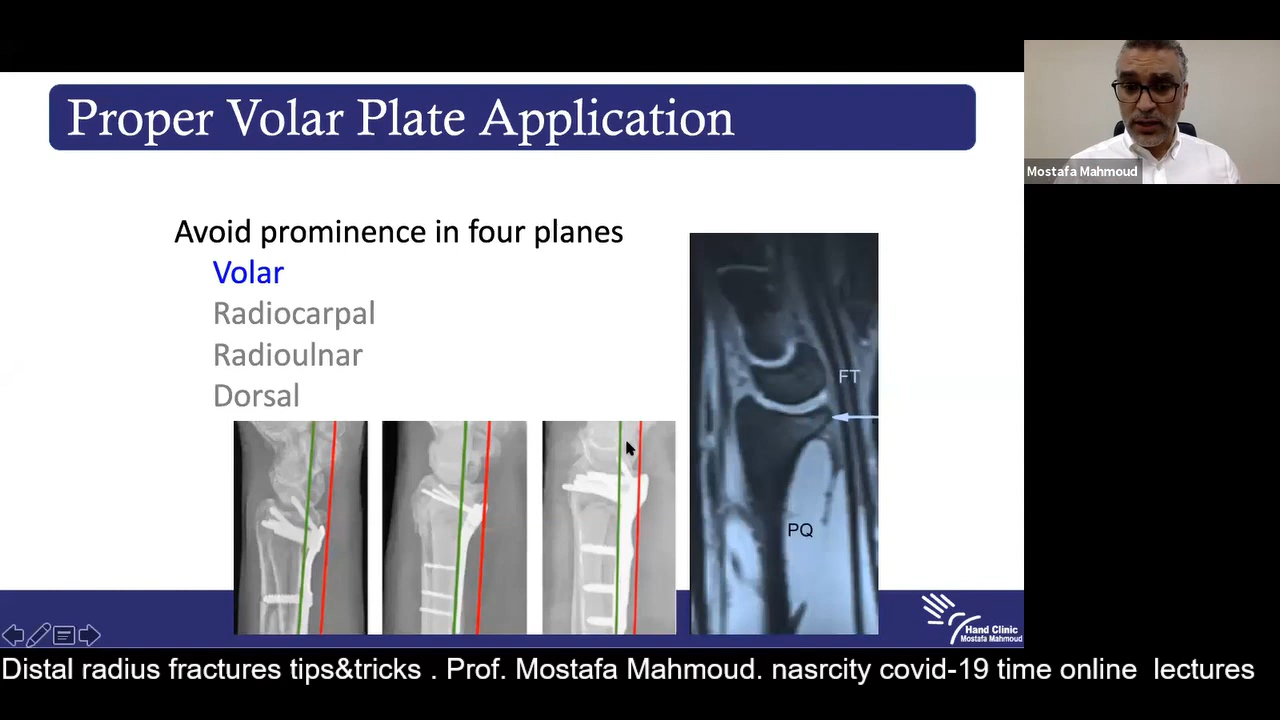 Proper Volar Plate Application
Mostafa Mahmoud
Avoid prominence in four planes
Volar
Radiocarpal
Radioulnar
Dorsal
FT
PQ
Hand Clinic
Mostafa Mahmoud
Distal radius fractures tips&tricks . Prof. Mostafa Mahmoud. nasrcity covid-19 time online lectures